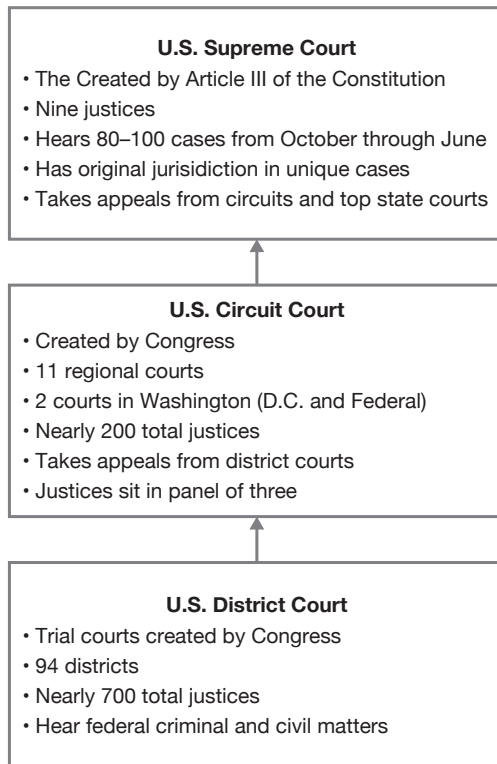 U.S. Supreme Court
• The Created by Article III of the Constitution
• Nine justices
• Hears 80–100 cases from October through June
• Has original jurisidiction in unique cases
• Takes appeals from circuits and top state courts
U.S. Circuit Court
• Created by Congress
• 11 regional courts
• 2 courts in Washington (D.C. and Federal)
• Nearly 200 total justices
• Takes appeals from district courts
• Justices sit in panel of three
U.S. District Court
• Trial courts created by Congress
• 94 districts
• Nearly 700 total justices
• Hear federal criminal and civil matters